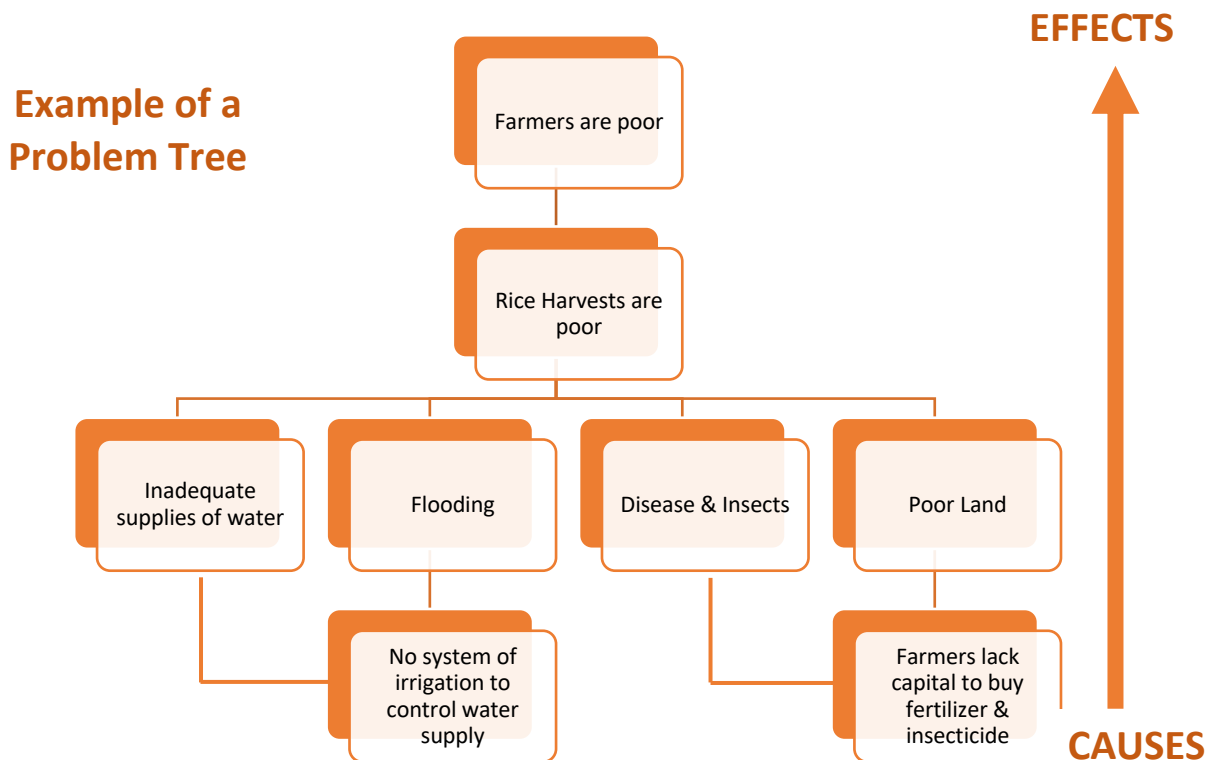 EFFECTS
Example of a
Problem Tree
Farmers are poor
Rice Harvests are
poor
Inadequate
supplies of water
Flooding
Disease & Insects
Poor Land
No system of
irrigation to
control water
supply
Farmers lack
capital to buy
fertilizer &
insecticide
CAUSES